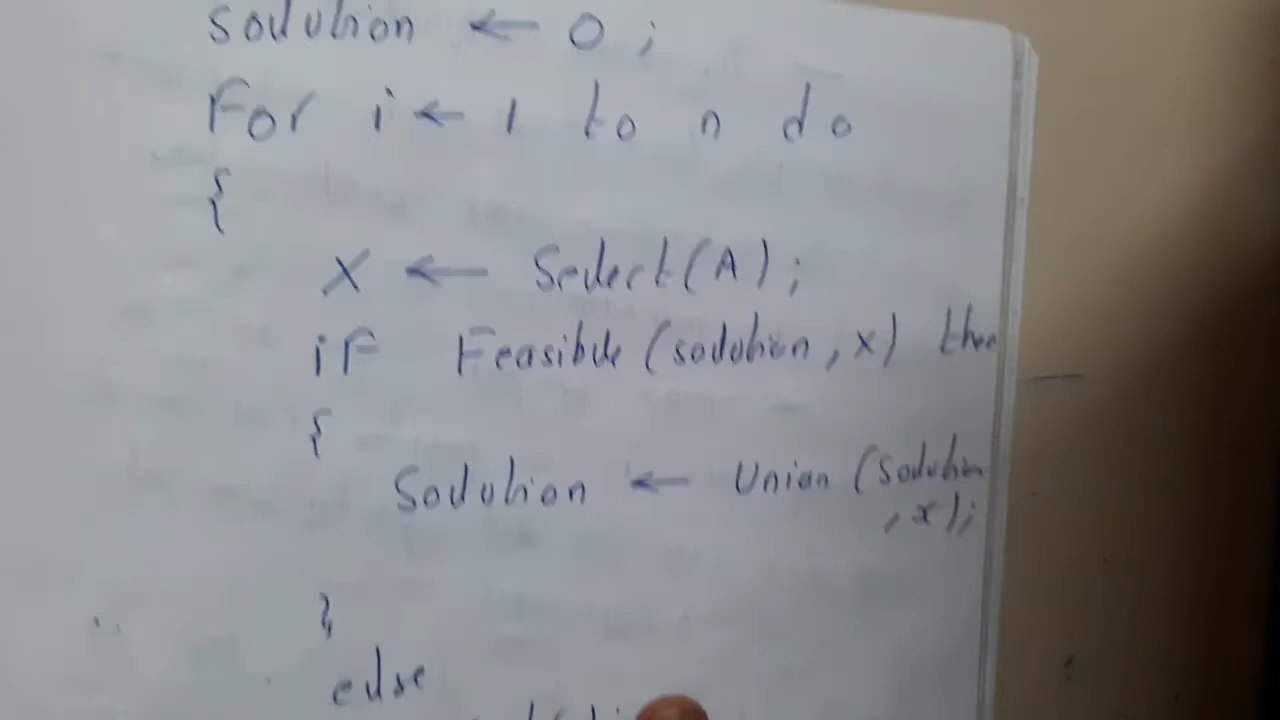 solution ← 0 ;
For i ← 1 to n do
{
X ← Select(A) ;
if Feasible (solution , x) then
{
Solution ← Union (Solution
, x);
}
else